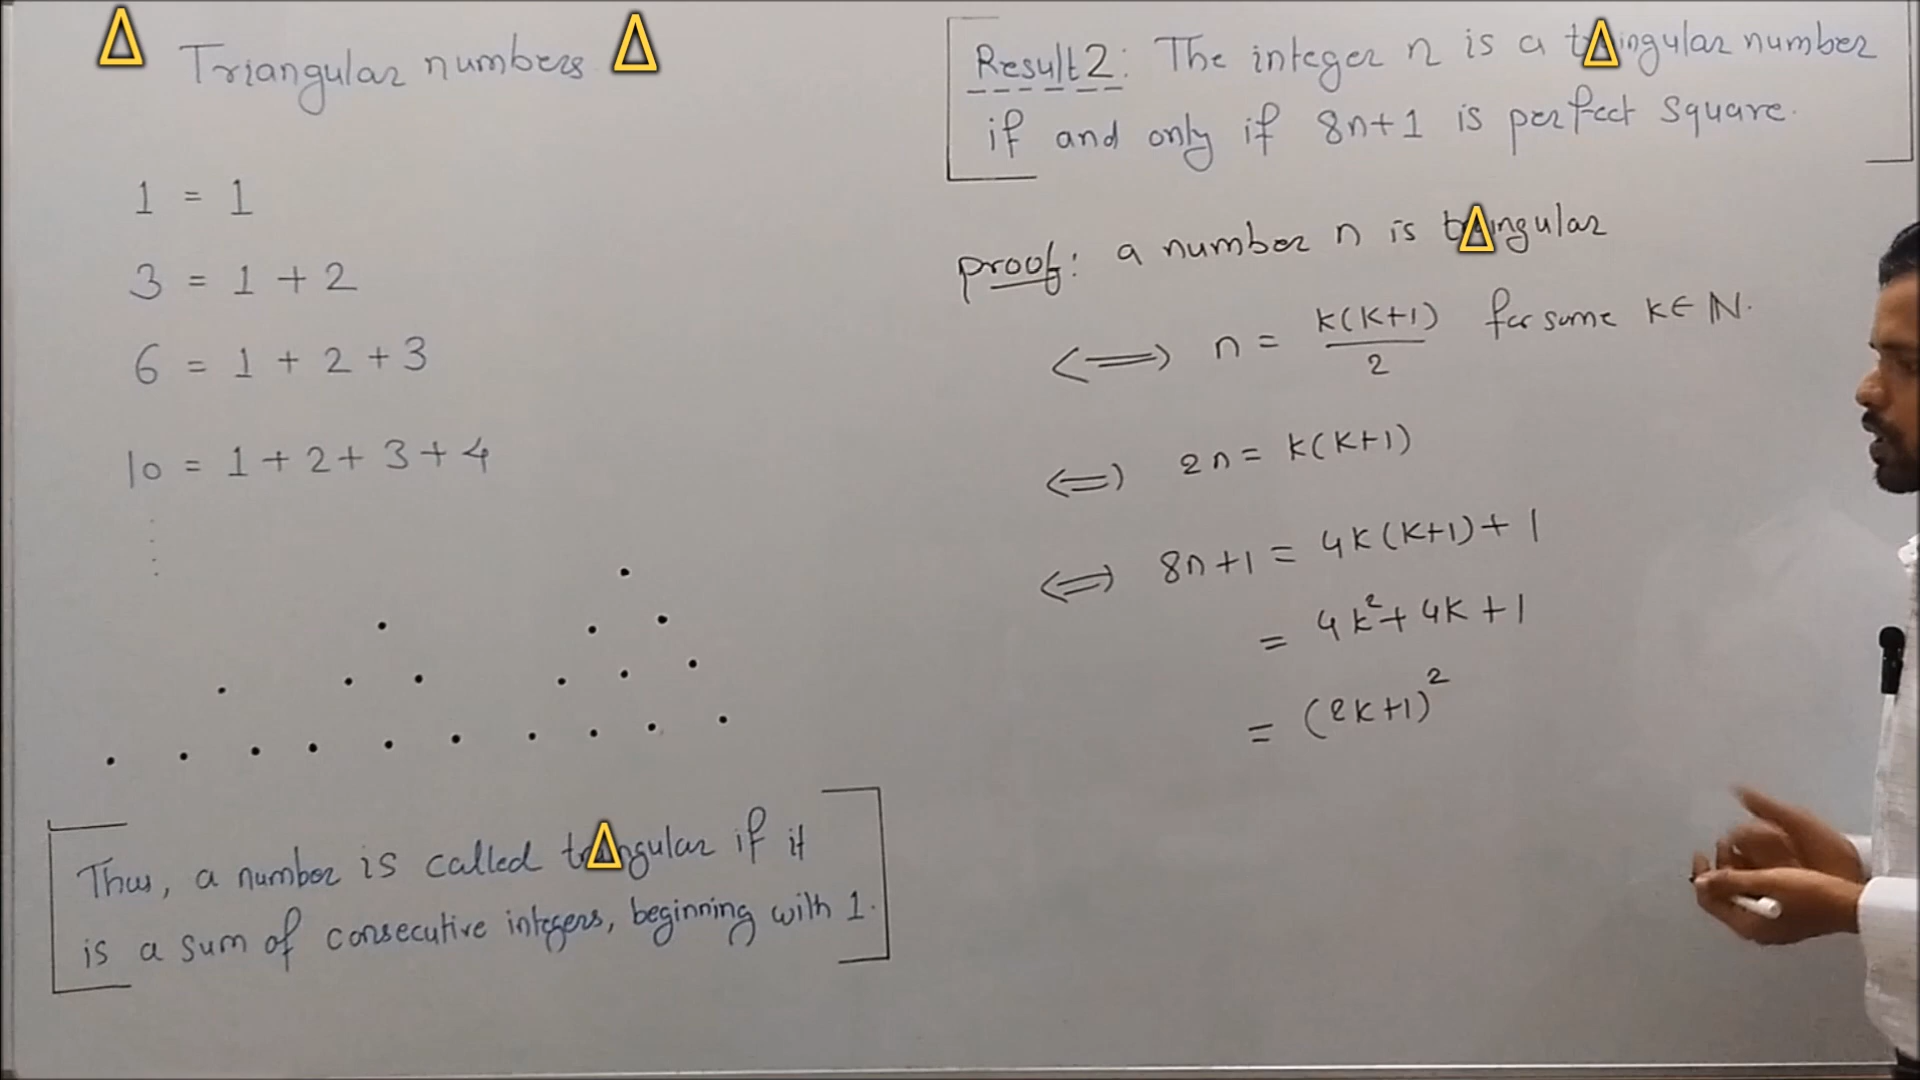 Δ Triangular numbers Δ
1 = 1
3 = 1 + 2
6 = 1 + 2 + 3
10 = 1 + 2 + 3 + 4
Thus, a number is called triΔngular if it
is a sum of consecutive integers, beginning with 1.
Result 2: The integer n is a triΔngular number
if and only if 8n+1 is perfect square.
proof: a number n is triΔngular
⟺ n = k(k+1)/2 for some k ∈ ℕ.
⟺ 2n = k(k+1)
⟺ 8n+1 = 4k(k+1) + 1
= 4k² + 4k + 1
= (2k+1)²